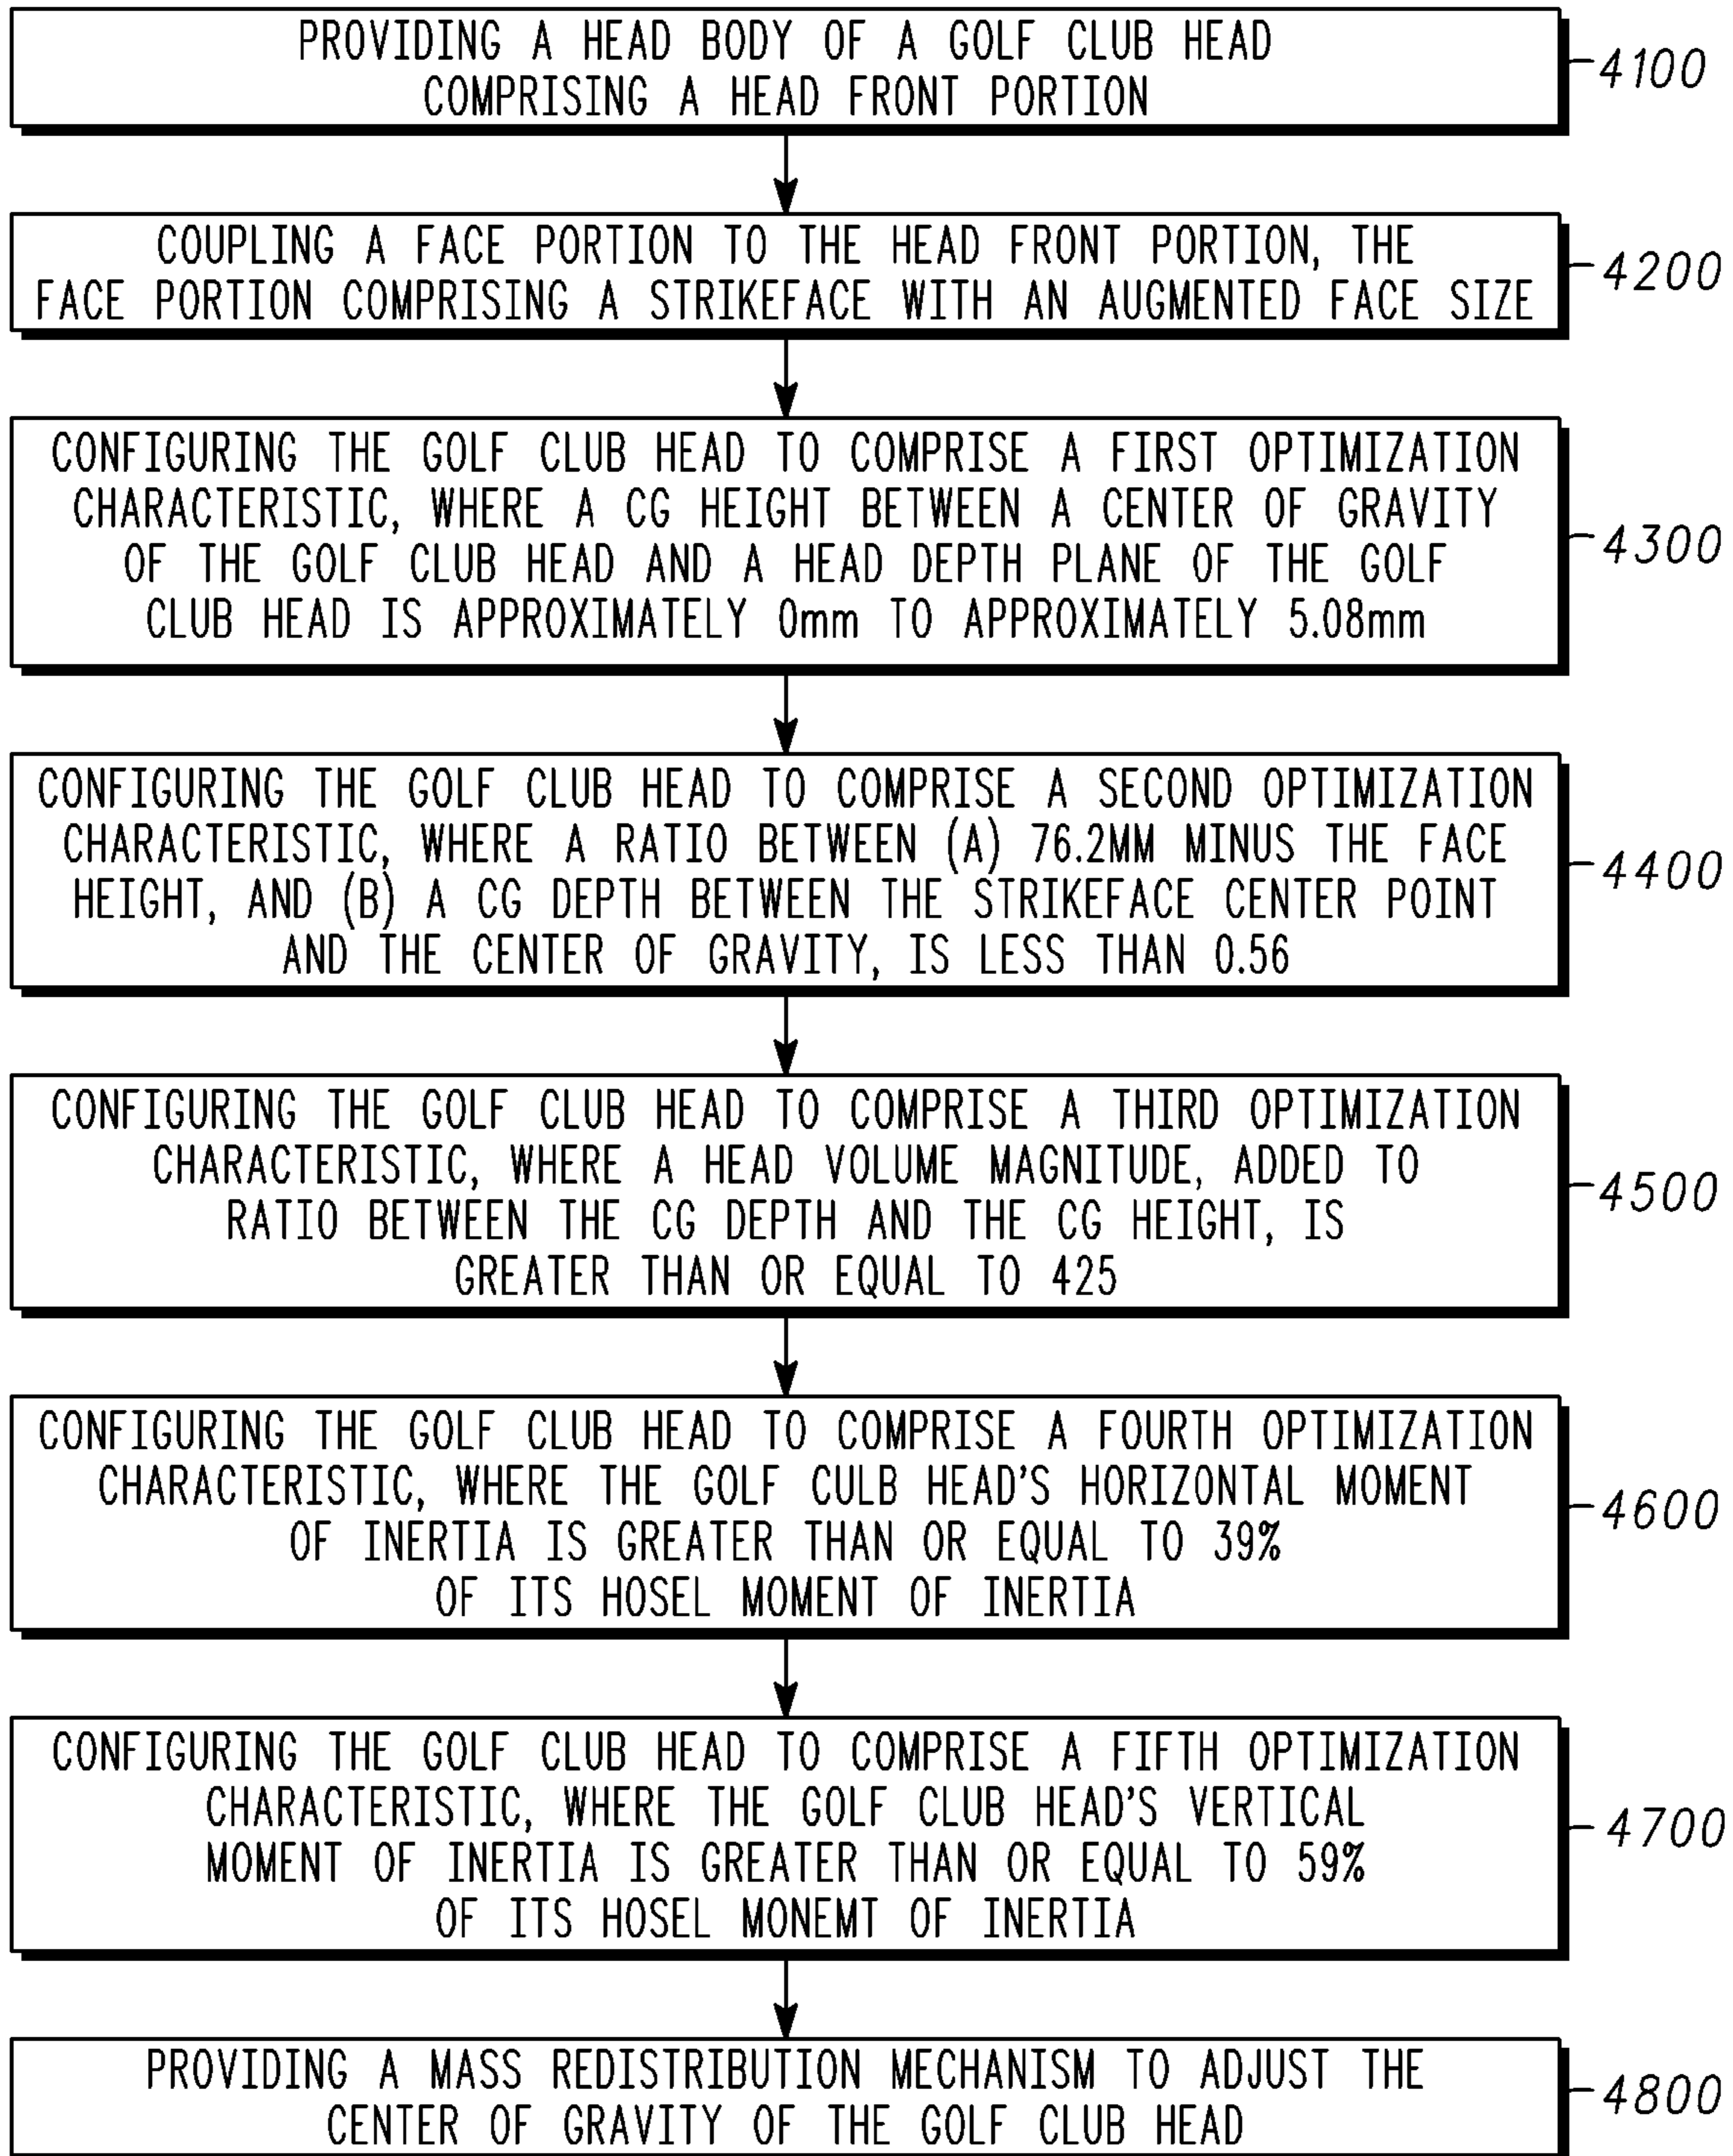 PROVIDING A HEAD BODY OF A GOLF CLUB HEAD
COMPRISING A HEAD FRONT PORTION
4100
COUPLING A FACE PORTION TO THE HEAD FRONT PORTION, THE
FACE PORTION COMPRISING A STRIKEFACE WITH AN AUGMENTED FACE SIZE
4200
CONFIGURING THE GOLF CLUB HEAD TO COMPRISE A FIRST OPTIMIZATION
CHARACTERISTIC, WHERE A CG HEIGHT BETWEEN A CENTER OF GRAVITY
OF THE GOLF CLUB HEAD AND A HEAD DEPTH PLANE OF THE GOLF
CLUB HEAD IS APPROXIMATELY 0mm TO APPROXIMATELY 5.08mm
4300
CONFIGURING THE GOLF CLUB HEAD TO COMPRISE A SECOND OPTIMIZATION
CHARACTERISTIC, WHERE A RATIO BETWEEN (A) 76.2MM MINUS THE FACE
HEIGHT, AND (B) A CG DEPTH BETWEEN THE STRIKEFACE CENTER POINT
AND THE CENTER OF GRAVITY, IS LESS THAN 0.56
4400
CONFIGURING THE GOLF CLUB HEAD TO COMPRISE A THIRD OPTIMIZATION
CHARACTERISTIC, WHERE A HEAD VOLUME MAGNITUDE, ADDED TO
RATIO BETWEEN THE CG DEPTH AND THE CG HEIGHT, IS
GREATER THAN OR EQUAL TO 425
4500
CONFIGURING THE GOLF CLUB HEAD TO COMPRISE A FOURTH OPTIMIZATION
CHARACTERISTIC, WHERE THE GOLF CULB HEAD'S HORIZONTAL MOMENT
OF INERTIA IS GREATER THAN OR EQUAL TO 39%
OF ITS HOSEL MOMENT OF INERTIA
4600
CONFIGURING THE GOLF CLUB HEAD TO COMPRISE A FIFTH OPTIMIZATION
CHARACTERISTIC, WHERE THE GOLF CLUB HEAD'S VERTICAL
MOMENT OF INERTIA IS GREATER THAN OR EQUAL TO 59%
OF ITS HOSEL MONEMT OF INERTIA
4700
PROVIDING A MASS REDISTRIBUTION MECHANISM TO ADJUST THE
CENTER OF GRAVITY OF THE GOLF CLUB HEAD
4800